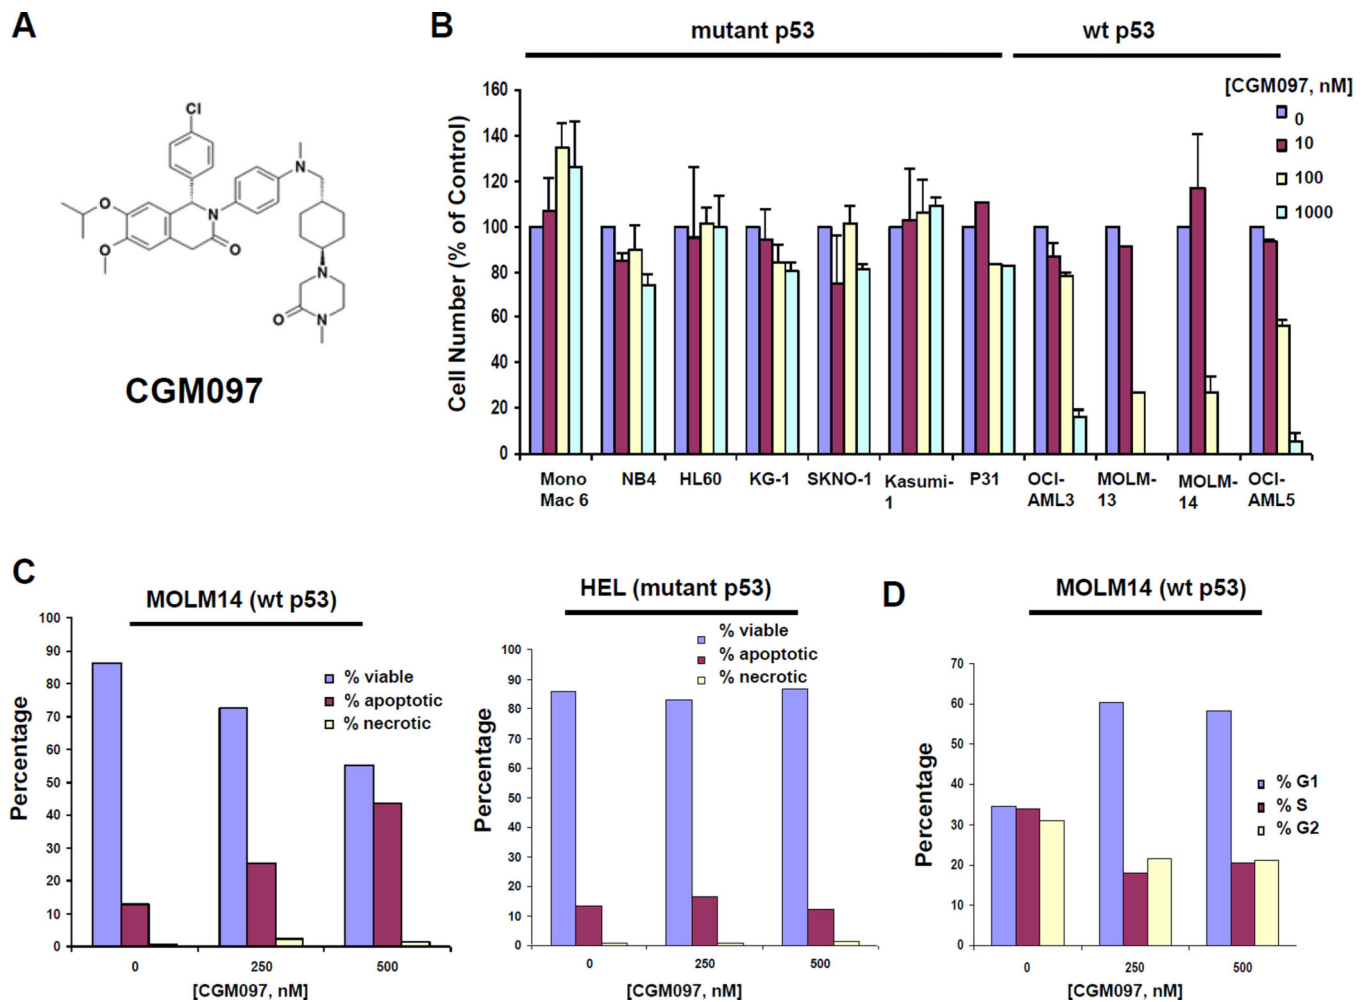 A
Cl
N
O
N
O
O
N
O
N
CGM097
B
mutant p53
wt p53
[CGM097, nM]
0
10
100
1000
Cell Number (% of Control)
160
140
120
100
80
60
40
20
0
Mono
Mac 6
NB4
HL60
KG-1
SKNO-1
Kasumi-
1
P31
OCI-
AML3
MOLM-
13
MOLM-
14
OCI-
AML5
C
MOLM14 (wt p53)
% viable
% apoptotic
% necrotic
Percentage
100
90
80
70
60
50
40
30
20
10
0
0 250 500
[CGM097, nM]
HEL (mutant p53)
% viable
% apoptotic
% necrotic
Percentage
100
90
80
70
60
50
40
30
20
10
0
0 250 500
[CGM097, nM]
D
MOLM14 (wt p53)
% G1
% S
% G2
Percentage
70
60
50
40
30
20
10
0
0 250 500
[CGM097, nM]